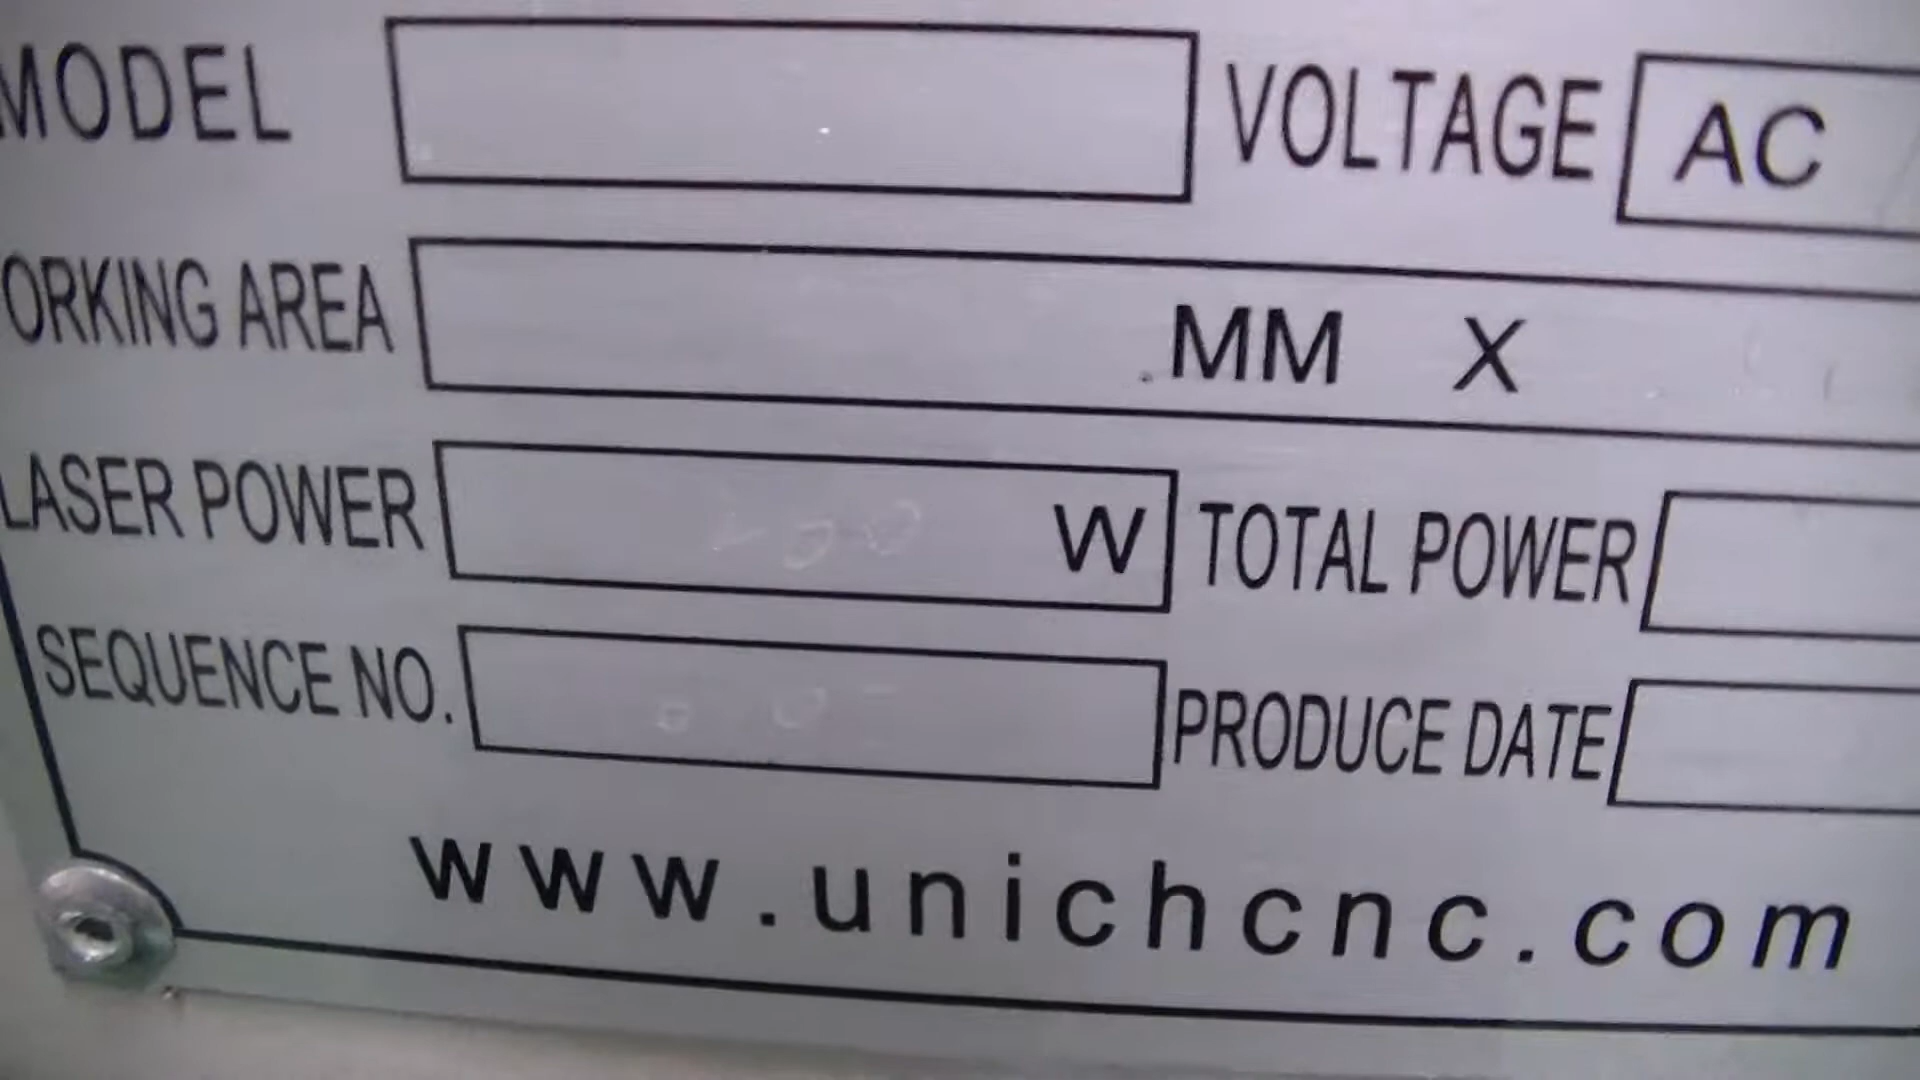 MODEL VOLTAGE AC
ORKING AREA MM X
LASER POWER W TOTAL POWER
SEQUENCE NO. PRODUCE DATE
www.unichcnc.com